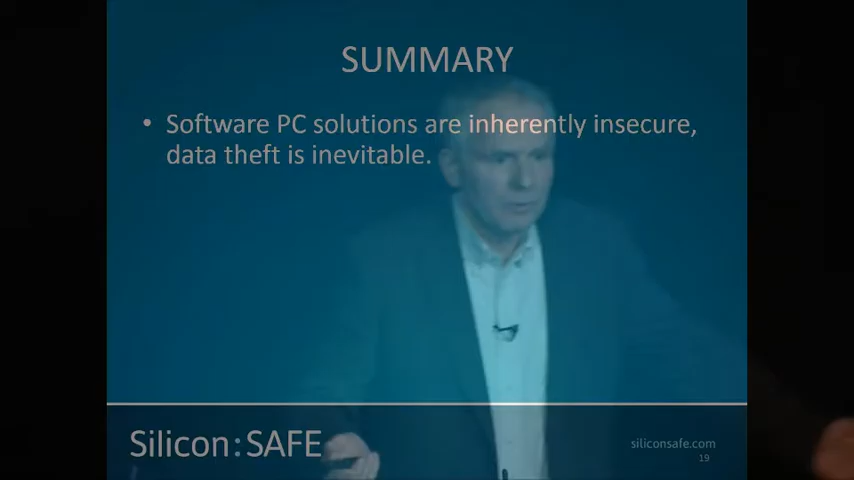 SUMMARY
• Software PC solutions are inherently insecure,
data theft is inevitable.
Silicon:SAFE
siliconsafe.com
19